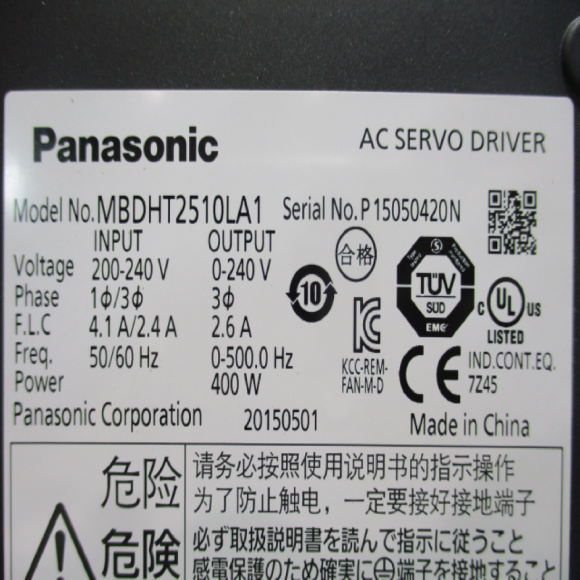 Panasonic AC SERVO DRIVER
Model No. MBDHT2510LA1 Serial No. P15050420N
INPUT OUTPUT
Voltage 200-240 V 0-240 V
Phase 1ϕ/3ϕ 3ϕ
F.L.C 4.1 A/2.4 A 2.6 A
Freq. 50/60 Hz 0-500.0 Hz
Power 400 W
合格
10
KCC-REM-
FAN-M-D
TÜV
SÜD
EMC
C UL US
LISTED
CE
IND.CONT.EQ.
7Z45
Panasonic Corporation 20150501 Made in China
危险
请务必按照使用说明书的指示操作
为了防止触电，一定要接好接地端子
危険
必ず取扱説明書を読んで指示に従うこと
感電保護のため確実に⏚端子を接地すること